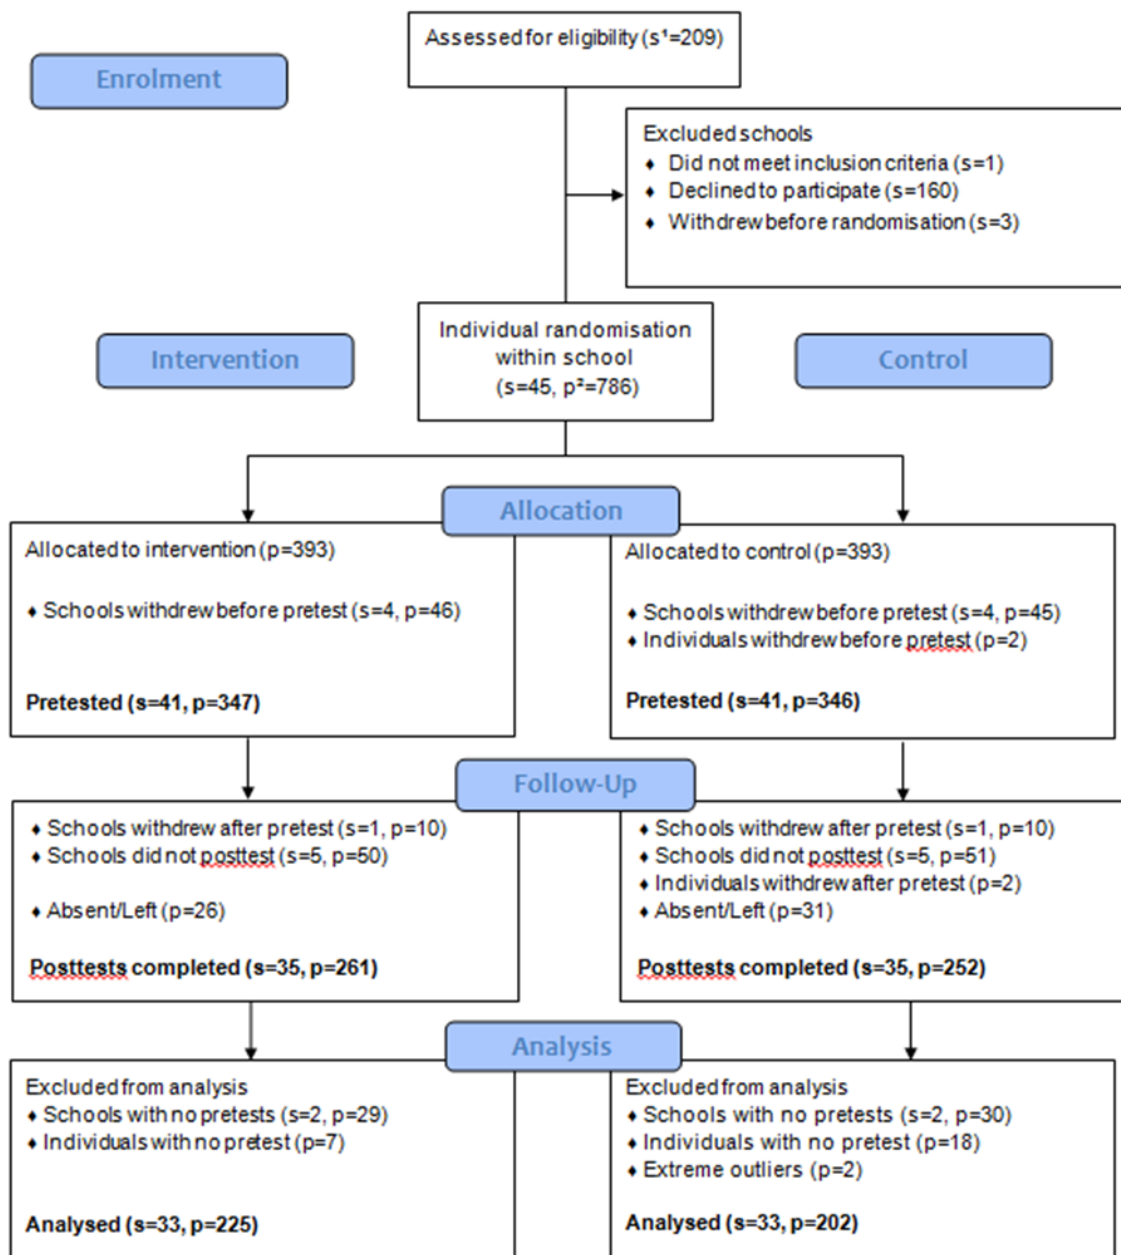 Assessed for eligibility (s¹=209)
Enrolment
Excluded schools
♦ Did not meet inclusion criteria (s=1)
♦ Declined to participate (s=160)
♦ Withdrew before randomisation (s=3)
Individual randomisation
within school
(s=45, p²=786)
Intervention
Control
Allocation
Allocated to intervention (p=393)
♦ Schools withdrew before pretest (s=4, p=46)
Pretested (s=41, p=347)
Allocated to control (p=393)
♦ Schools withdrew before pretest (s=4, p=45)
♦ Individuals withdrew before pretest (p=2)
Pretested (s=41, p=346)
Follow-Up
♦ Schools withdrew after pretest (s=1, p=10)
♦ Schools did not posttest (s=5, p=50)
♦ Absent/Left (p=26)
Posttests completed (s=35, p=261)
♦ Schools withdrew after pretest (s=1, p=10)
♦ Schools did not posttest (s=5, p=51)
♦ Individuals withdrew after pretest (p=2)
♦ Absent/Left (p=31)
Posttests completed (s=35, p=252)
Analysis
Excluded from analysis
♦ Schools with no pretests (s=2, p=29)
♦ Individuals with no pretest (p=7)
Analysed (s=33, p=225)
Excluded from analysis
♦ Schools with no pretests (s=2, p=30)
♦ Individuals with no pretest (p=18)
♦ Extreme outliers (p=2)
Analysed (s=33, p=202)